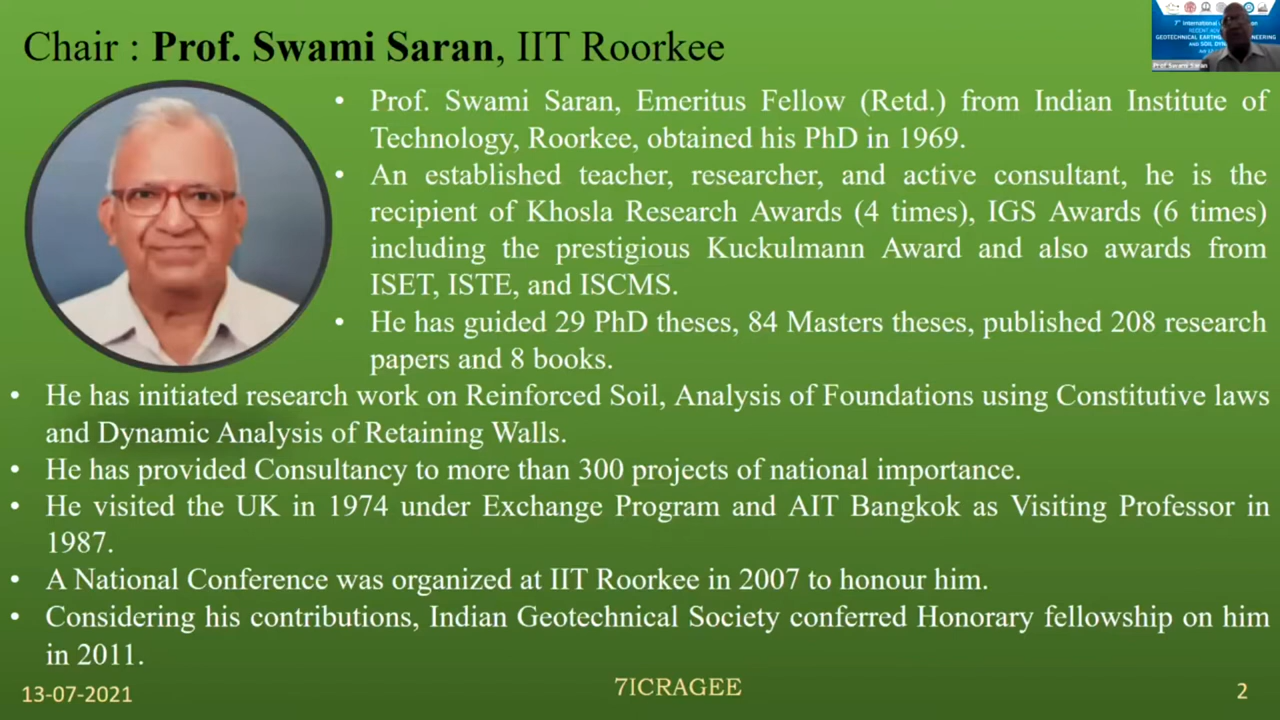 Chair : Prof. Swami Saran, IIT Roorkee
• Prof. Swami Saran, Emeritus Fellow (Retd.) from Indian Institute of
Technology, Roorkee, obtained his PhD in 1969.
• An established teacher, researcher, and active consultant, he is the
recipient of Khosla Research Awards (4 times), IGS Awards (6 times)
including the prestigious Kuckulmann Award and also awards from
ISET, ISTE, and ISCMS.
• He has guided 29 PhD theses, 84 Masters theses, published 208 research
papers and 8 books.
• He has initiated research work on Reinforced Soil, Analysis of Foundations using Constitutive laws
and Dynamic Analysis of Retaining Walls.
• He has provided Consultancy to more than 300 projects of national importance.
• He visited the UK in 1974 under Exchange Program and AIT Bangkok as Visiting Professor in
1987.
• A National Conference was organized at IIT Roorkee in 2007 to honour him.
• Considering his contributions, Indian Geotechnical Society conferred Honorary fellowship on him
in 2011.
13-07-2021
7ICRAGEE
2
7th International
GEOTECHNICAL
AND SOIL
Prof Swami Saran